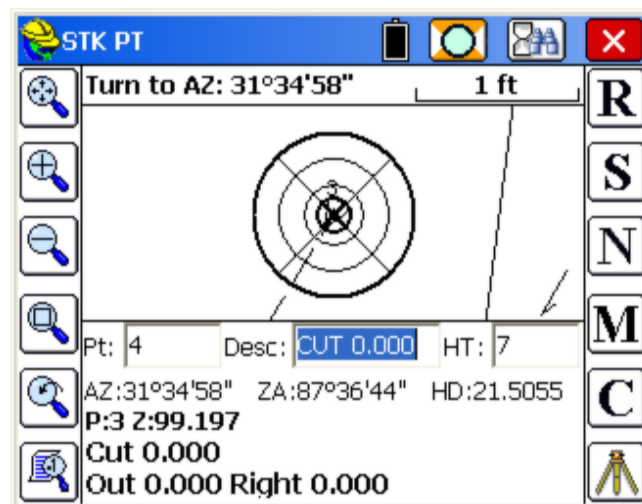 STK PT
Turn to AZ: 31°34'58" 1 ft
3
R
S
N
M
C
Pt: 4 Desc: CUT 0.000 HT: 7
AZ:31°34'58" ZA:87°36'44" HD:21.5055
P:3 Z:99.197
Cut 0.000
Out 0.000 Right 0.000